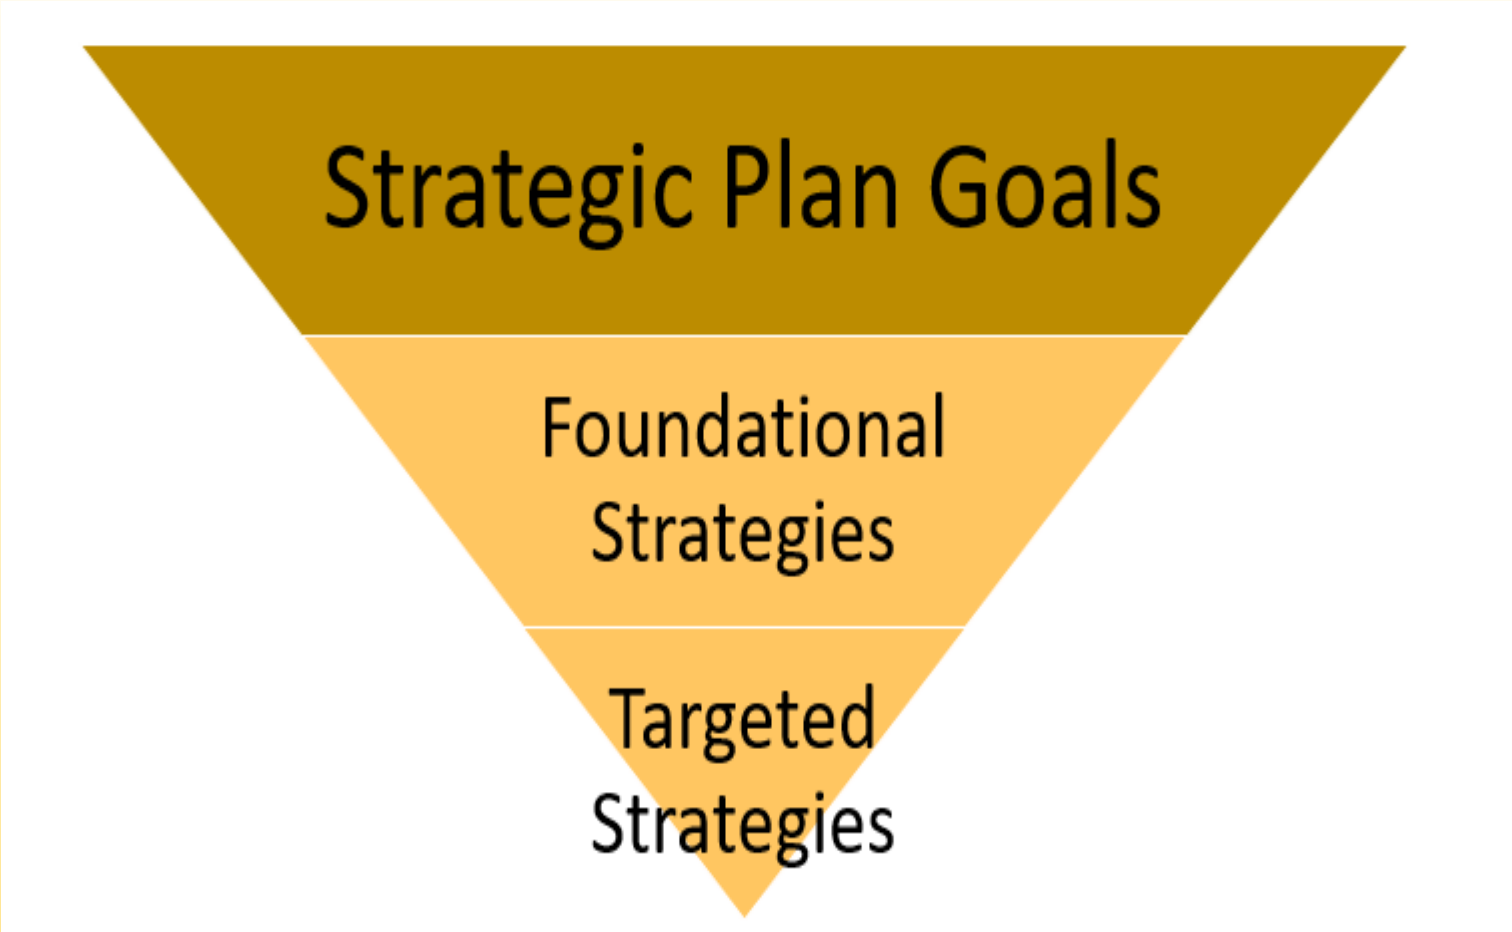 Strategic Plan Goals
Foundational
Strategies
Targeted
Strategies